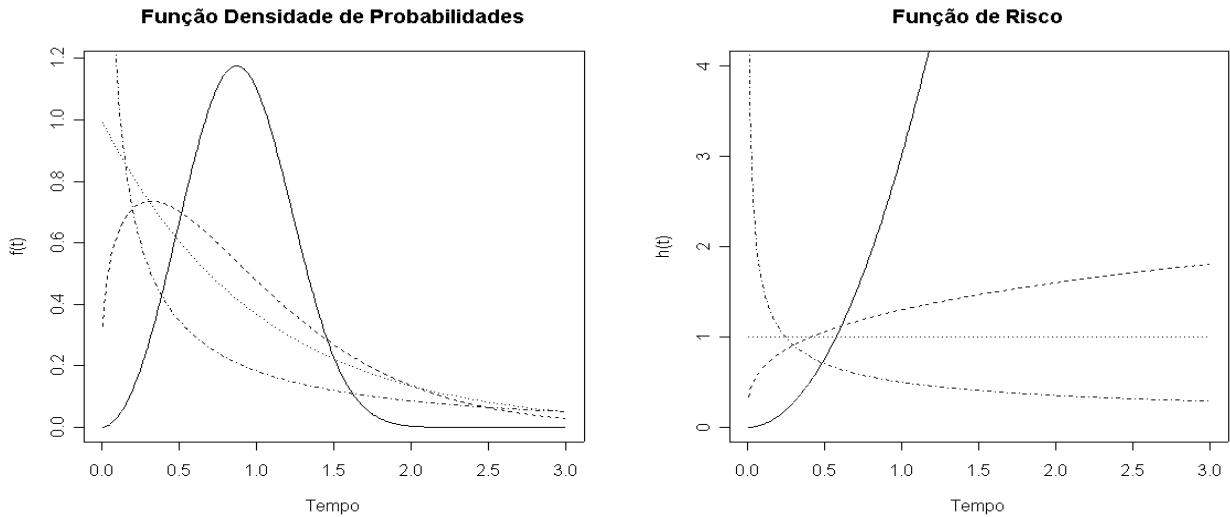 Função Densidade de Probabilidades
f(t)
1.2
1.0
0.8
0.6
0.4
0.2
0.0
0.0 0.5 1.0 1.5 2.0 2.5 3.0
Tempo
Função de Risco
h(t)
4
3
2
1
0
0.0 0.5 1.0 1.5 2.0 2.5 3.0
Tempo